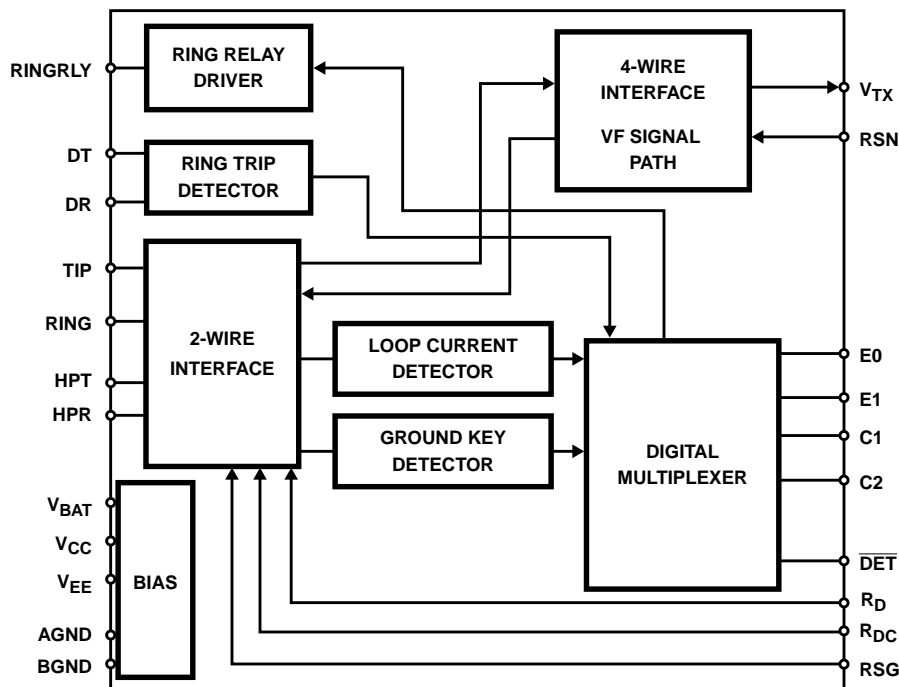 RINGRLY
RING RELAY
DRIVER
4-WIRE
INTERFACE
VF SIGNAL
PATH
VTX
RSN
DT
DR
RING TRIP
DETECTOR
TIP
RING
HPT
HPR
2-WIRE
INTERFACE
LOOP CURRENT
DETECTOR
GROUND KEY
DETECTOR
DIGITAL
MULTIPLEXER
E0
E1
C1
C2
DET
RD
RDC
RSG
VBAT
VCC
VEE
AGND
BGND
BIAS